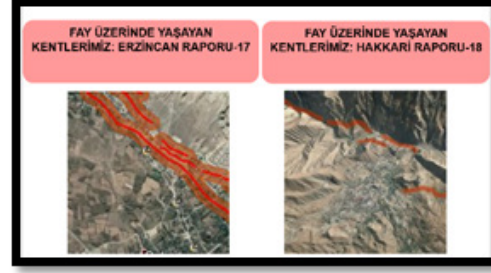 FAY ÜZERİNDE YAŞAYAN
KENTLERİMİZ: ERZİNCAN RAPORU-17
FAY ÜZERİNDE YAŞAYAN
KENTLERİMİZ: HAKKARİ RAPORU-18